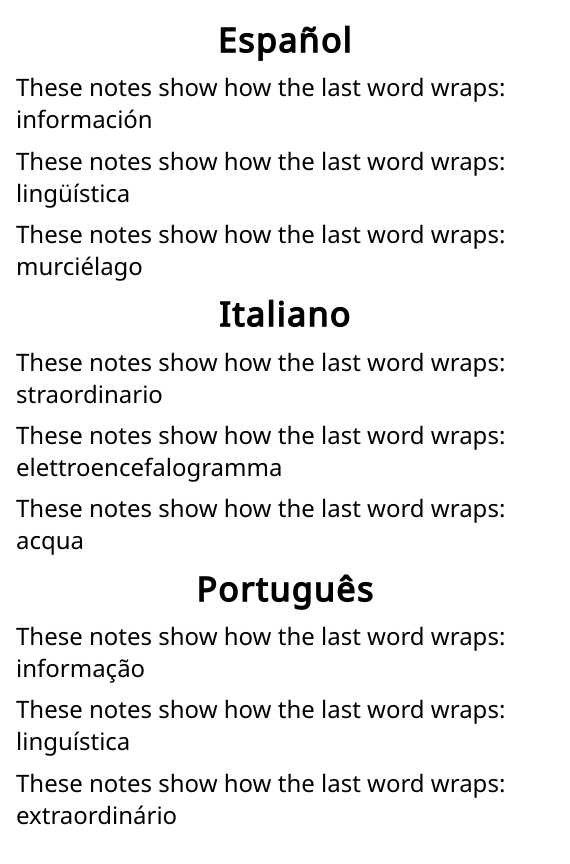 Español
These notes show how the last word wraps:
información
These notes show how the last word wraps:
lingüística
These notes show how the last word wraps:
murciélago
Italiano
These notes show how the last word wraps:
straordinario
These notes show how the last word wraps:
elettroencefalogramma
These notes show how the last word wraps:
acqua
Português
These notes show how the last word wraps:
informação
These notes show how the last word wraps:
linguística
These notes show how the last word wraps:
extraordinário